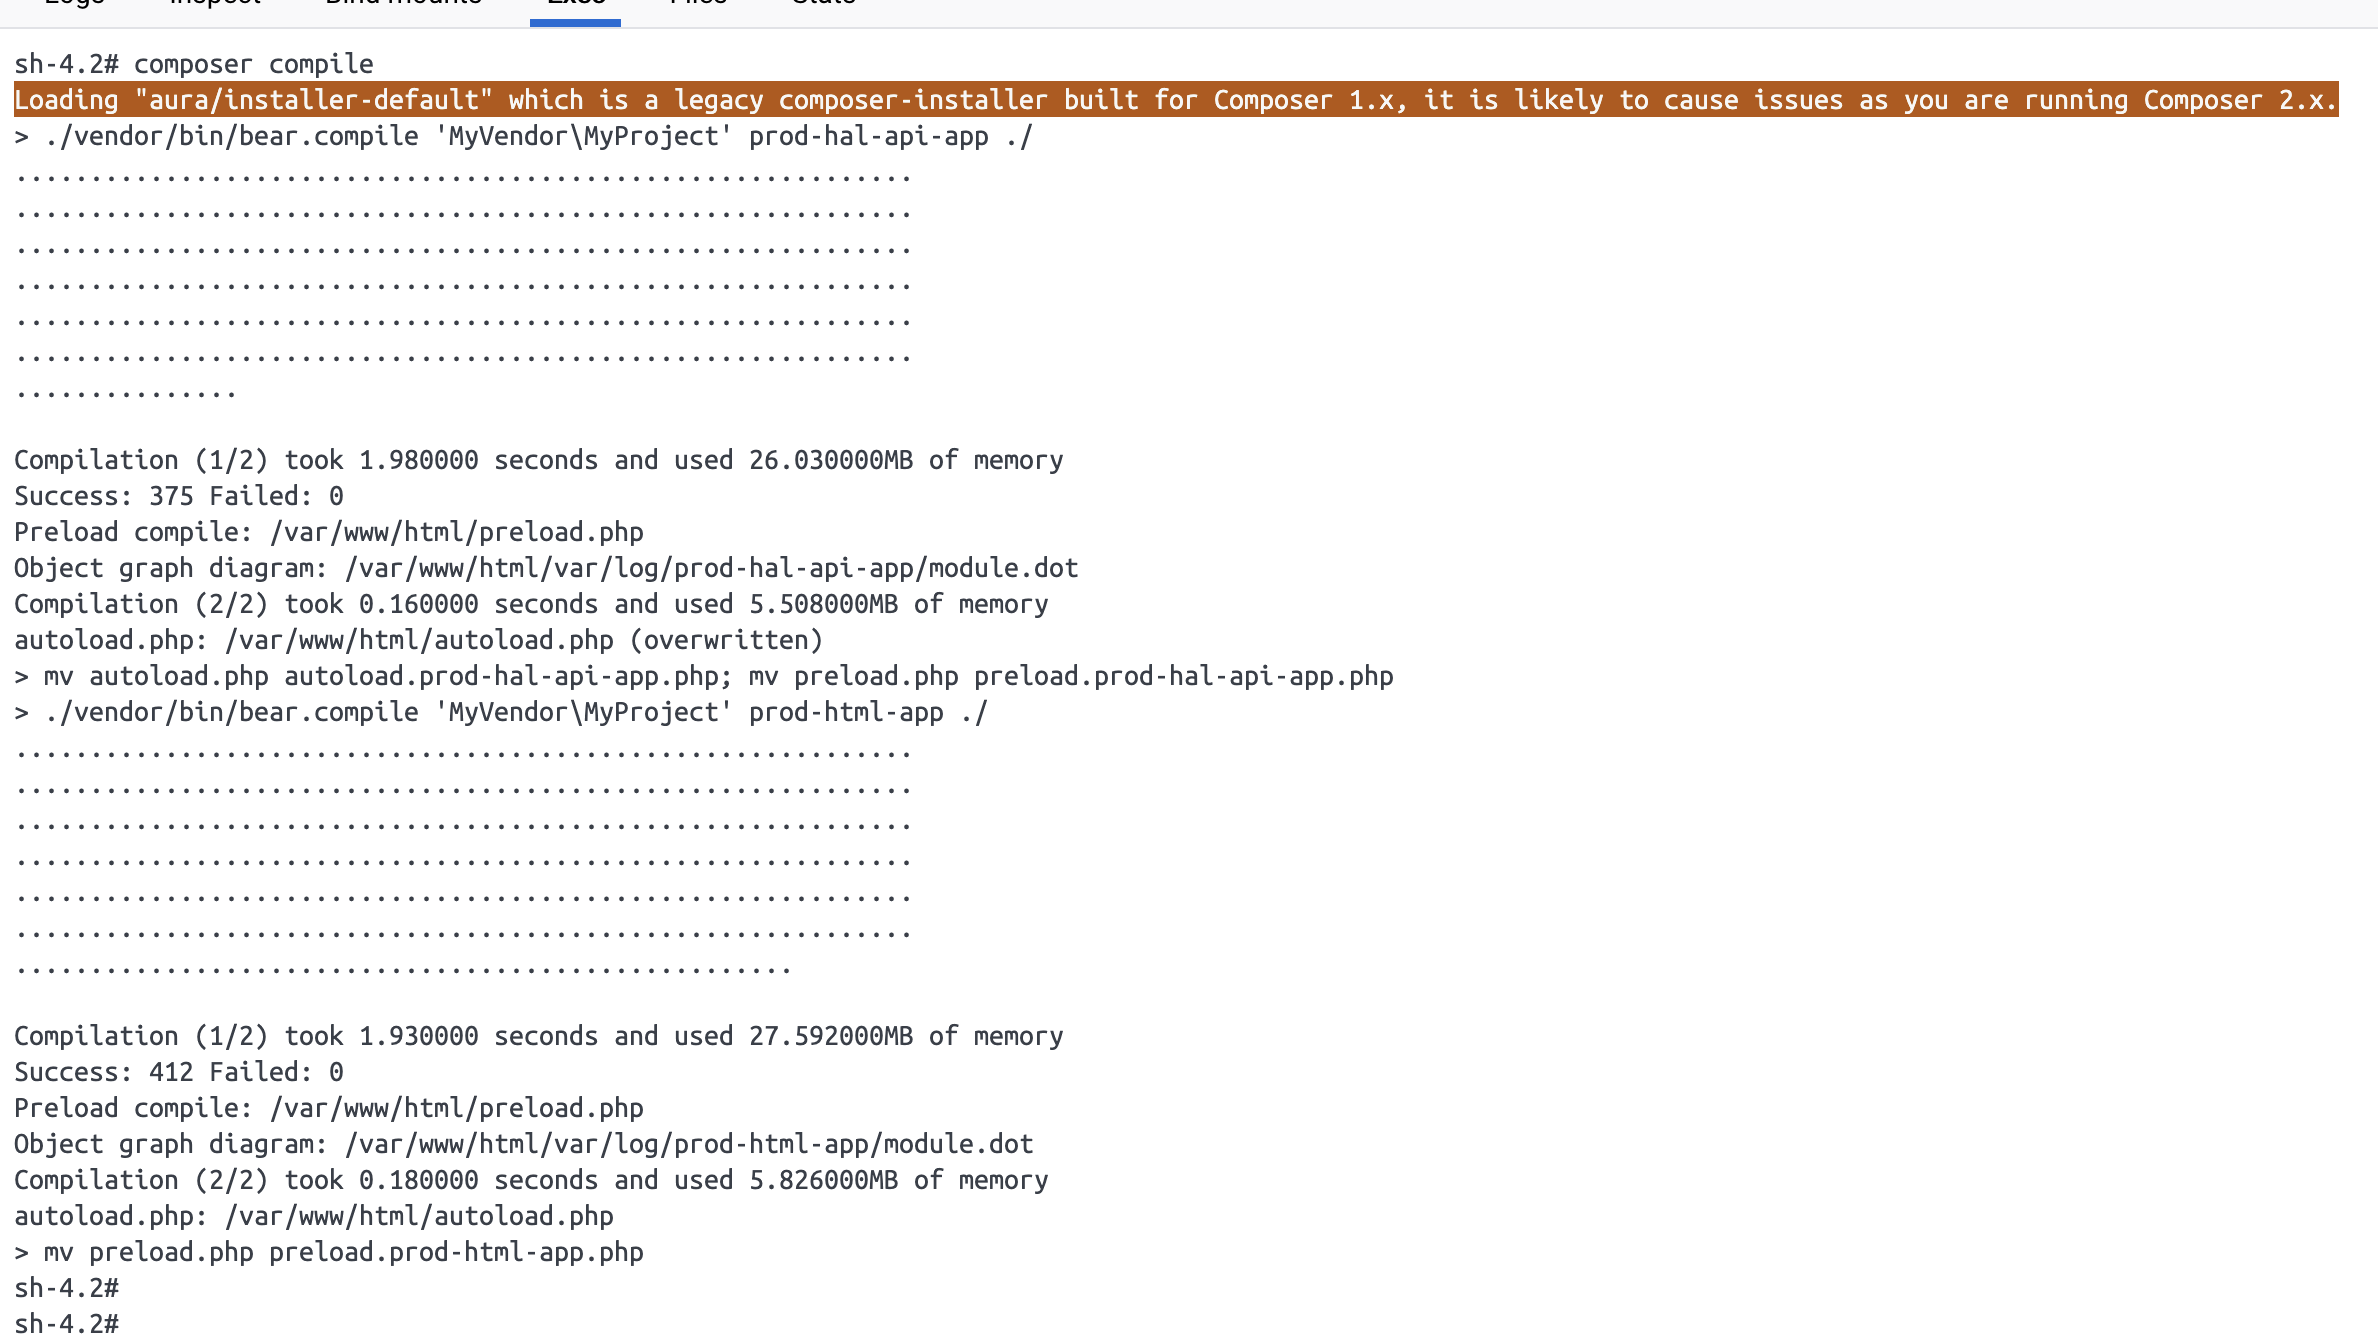 Logs Inspect Bind mounts Exec Files Stats
sh-4.2# composer compile
Loading "aura/installer-default" which is a legacy composer-installer built for Composer 1.x, it is likely to cause issues as you are running Composer 2.x.
> ./vendor/bin/bear.compile 'MyVendor\MyProject' prod-hal-api-app ./
............................................................
............................................................
............................................................
............................................................
............................................................
............................................................
...............
Compilation (1/2) took 1.980000 seconds and used 26.030000MB of memory
Success: 375 Failed: 0
Preload compile: /var/www/html/preload.php
Object graph diagram: /var/www/html/var/log/prod-hal-api-app/module.dot
Compilation (2/2) took 0.160000 seconds and used 5.508000MB of memory
autoload.php: /var/www/html/autoload.php (overwritten)
> mv autoload.php autoload.prod-hal-api-app.php; mv preload.php preload.prod-hal-api-app.php
> ./vendor/bin/bear.compile 'MyVendor\MyProject' prod-html-app ./
............................................................
............................................................
............................................................
............................................................
............................................................
............................................................
....................................................
Compilation (1/2) took 1.930000 seconds and used 27.592000MB of memory
Success: 412 Failed: 0
Preload compile: /var/www/html/preload.php
Object graph diagram: /var/www/html/var/log/prod-html-app/module.dot
Compilation (2/2) took 0.180000 seconds and used 5.826000MB of memory
autoload.php: /var/www/html/autoload.php
> mv preload.php preload.prod-html-app.php
sh-4.2#
sh-4.2#